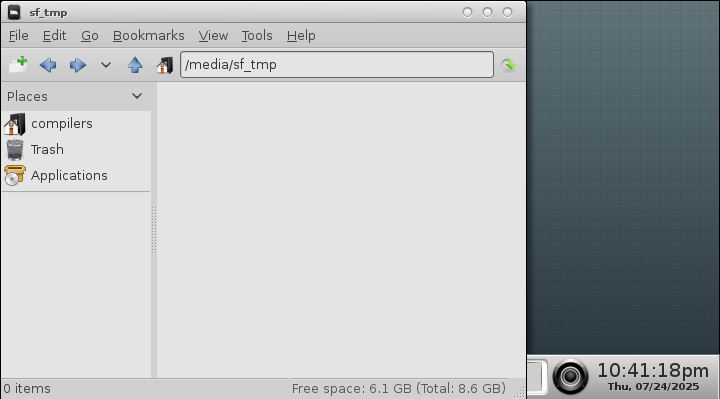 sf_tmp
File Edit Go Bookmarks View Tools Help
/media/sf_tmp
Places
compilers
Trash
Applications
0 items Free space: 6.1 GB (Total: 8.6 GB)
10:41:18pm
Thu, 07/24/2025